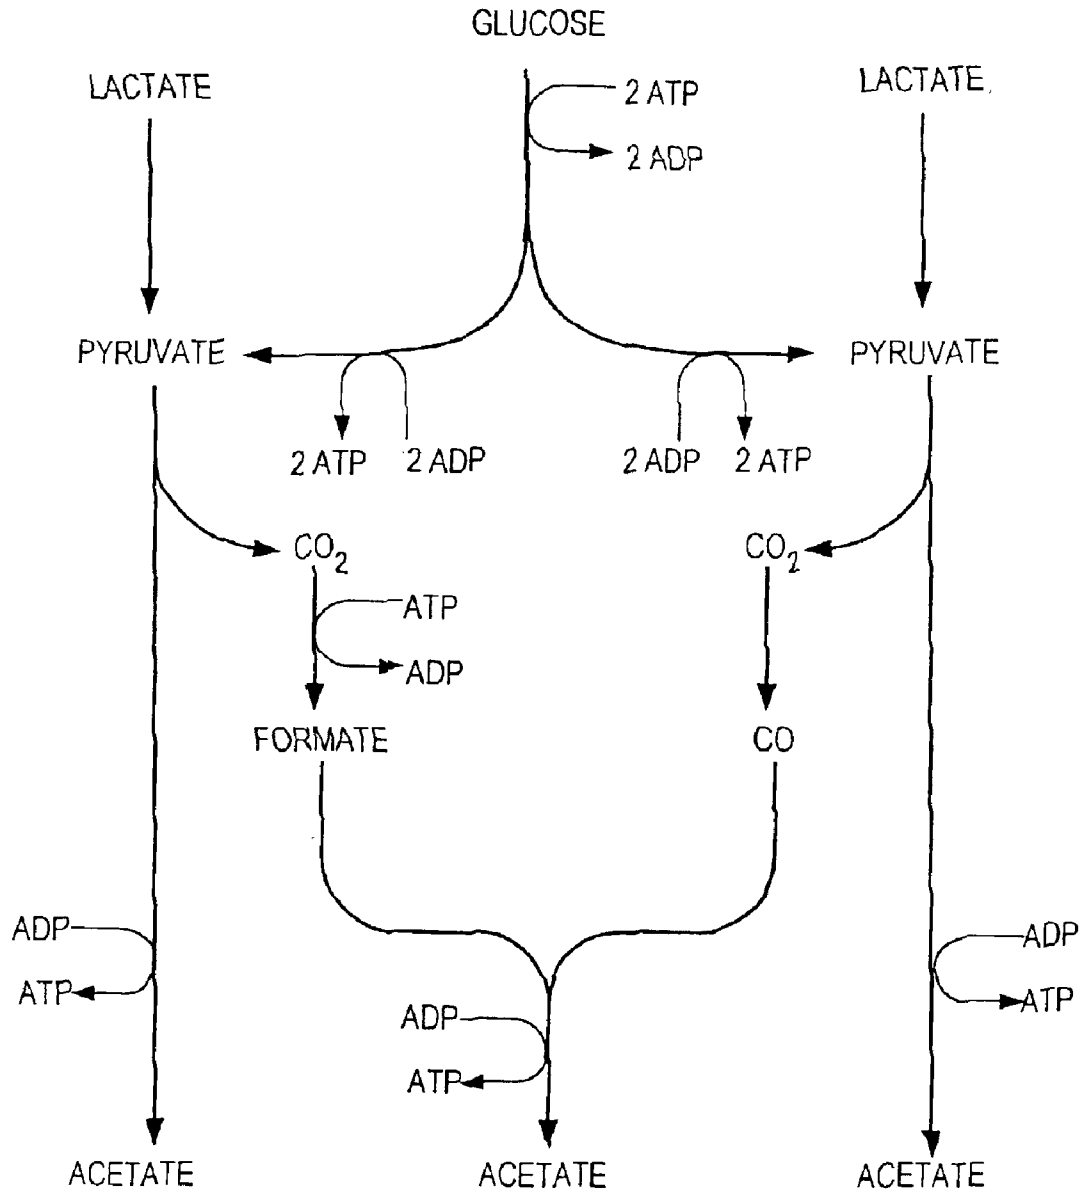 GLUCOSE
LACTATE
2 ATP
LACTATE
2 ADP
PYRUVATE
PYRUVATE
2 ATP
2 ADP
2 ADP
2 ATP
CO2
CO2
ATP
ADP
FORMATE
CO
ADP
ADP
ATP
ATP
ADP
ATP
ACETATE
ACETATE
ACETATE